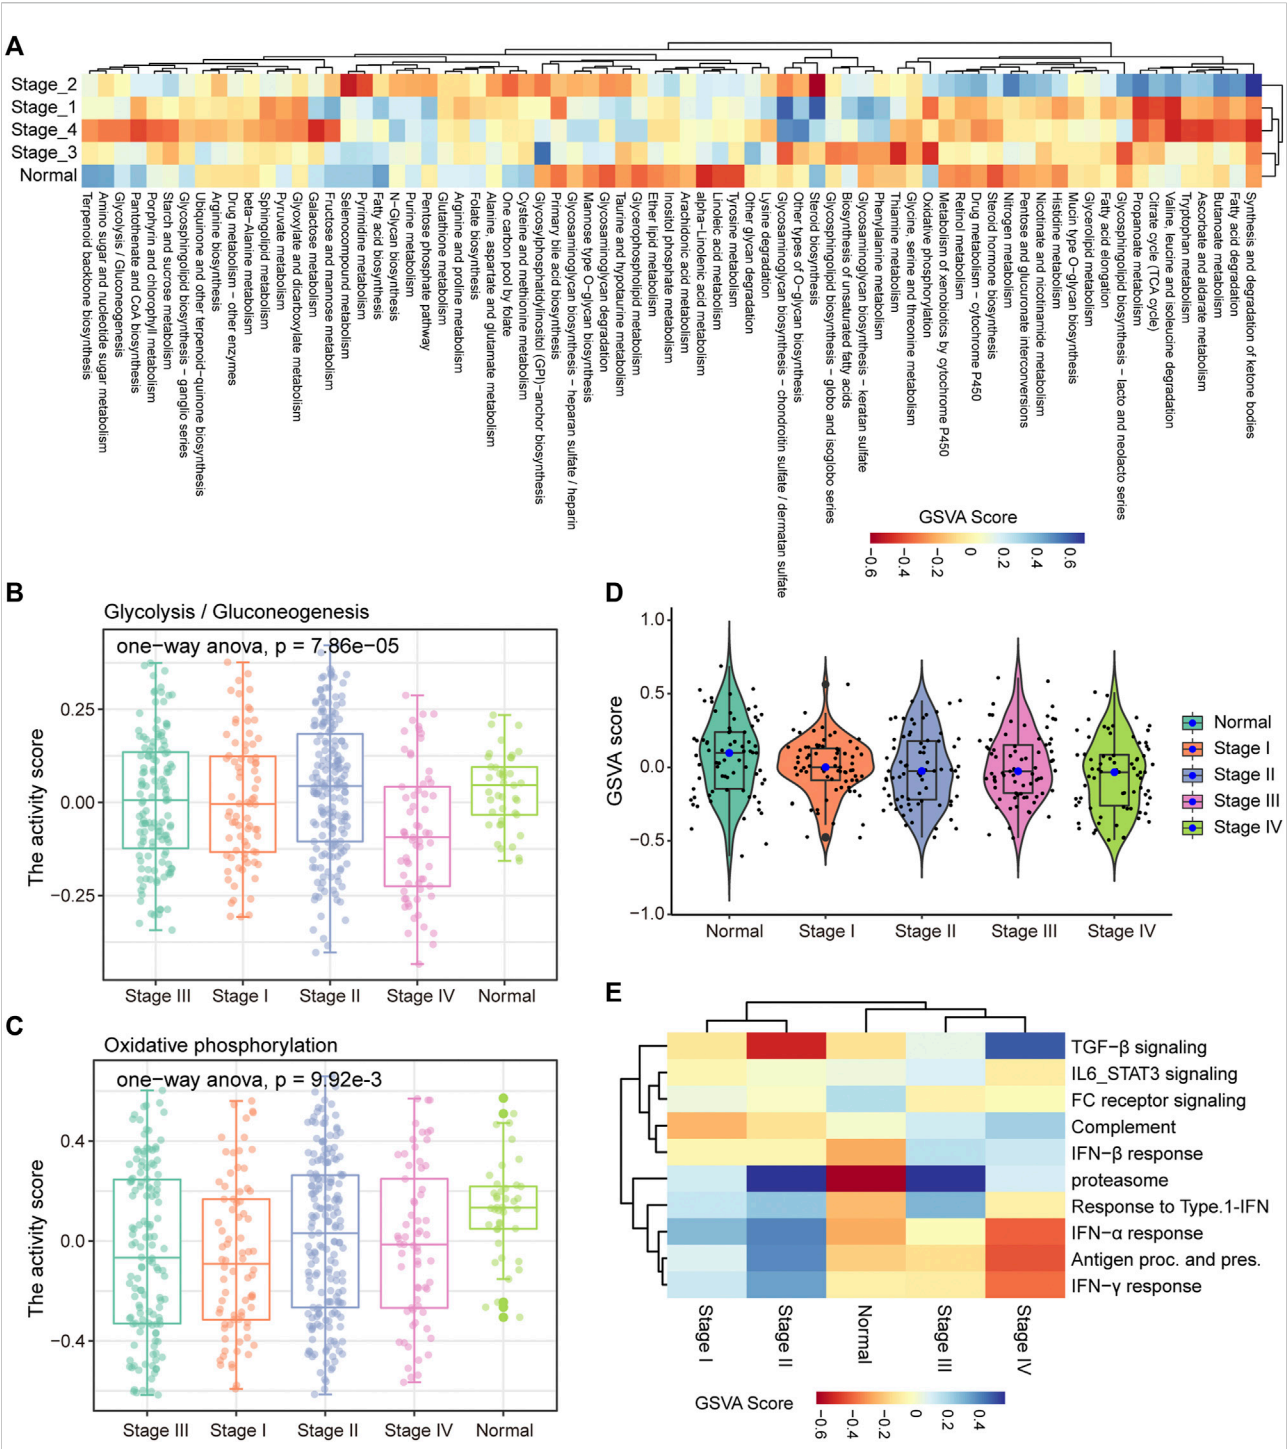 A
Stage_2
Stage_1
Stage_4
Stage_3
Normal
Terpenoid backbone biosynthesis
Amino sugar and nucleotide sugar metabolism
Glycolysis / Gluconeogenesis
Pantothenate and CoA biosynthesis
Porphyrin and chlorophyll metabolism
Starch and sucrose metabolism
Glycosphingolipid biosynthesis − ganglio series
Ubiquinone and other terpenoid−quinone biosynthesis
Arginine biosynthesis
Drug metabolism − other enzymes
beta−Alanine metabolism
Sphingolipid metabolism
Pyruvate metabolism
Glyoxylate and dicarboxylate metabolism
Galactose metabolism
Fructose and mannose metabolism
Selenocompound metabolism
Pyrimidine metabolism
Fatty acid biosynthesis
N−Glycan biosynthesis
Purine metabolism
Pentose phosphate pathway
Glutathione metabolism
Arginine and proline metabolism
Folate biosynthesis
Alanine, aspartate and glutamate metabolism
One carbon pool by folate
Cysteine and methionine metabolism
Glycosylphosphatidylinositol (GPI)−anchor biosynthesis
Primary bile acid biosynthesis
Glycosaminoglycan biosynthesis − heparan sulfate / heparin
Mannose type O−glycan biosynthesis
Glycosaminoglycan degradation
Taurine and hypotaurine metabolism
Glycerophospholipid metabolism
Ether lipid metabolism
Inositol phosphate metabolism
Arachidonic acid metabolism
alpha−Linolenic acid metabolism
Linoleic acid metabolism
Tyrosine metabolism
Other glycan degradation
Lysine degradation
Glycosaminoglycan biosynthesis − chondroitin sulfate / dermatan sulfate
Other types of O−glycan biosynthesis
Steroid biosynthesis
Glycosphingolipid biosynthesis − globo and isoglobo series
Biosynthesis of unsaturated fatty acids
Glycosaminoglycan biosynthesis − keratan sulfate
Phenylalanine metabolism
Thiamine metabolism
Glycine, serine and threonine metabolism
Oxidative phosphorylation
Metabolism of xenobiotics by cytochrome P450
Retinol metabolism
Drug metabolism − cytochrome P450
Steroid hormone biosynthesis
Nitrogen metabolism
Pentose and glucuronate interconversions
Nicotinate and nicotinamide metabolism
Histidine metabolism
Mucin type O−glycan biosynthesis
Glycerolipid metabolism
Fatty acid elongation
Glycosphingolipid biosynthesis − lacto and neolacto series
Propanoate metabolism
Citrate cycle (TCA cycle)
Valine, leucine and isoleucine degradation
Tryptophan metabolism
Ascorbate and aldarate metabolism
Butanoate metabolism
Fatty acid degradation
Synthesis and degradation of ketone bodies
GSVA Score
−0.6
−0.4
−0.2
0
0.2
0.4
0.6
B
Glycolysis / Gluconeogenesis
one−way anova, p = 7.86e−05
The activity score
0.25
0.00
−0.25
Stage III
Stage I
Stage II
Stage IV
Normal
C
Oxidative phosphorylation
one−way anova, p = 9.92e-3
The activity score
0.4
0.0
−0.4
Stage III
Stage I
Stage II
Stage IV
Normal
D
GSVA score
1.0
0.5
0.0
−0.5
−1.0
Normal
Stage I
Stage II
Stage III
Stage IV
Normal
Stage I
Stage II
Stage III
Stage IV
E
TGF−β signaling
IL6_STAT3 signaling
FC receptor signaling
Complement
IFN−β response
proteasome
Response to Type.1-IFN
IFN−α response
Antigen proc. and pres.
IFN−γ response
Stage I
Stage II
Normal
Stage III
Stage IV
GSVA Score
−0.6
−0.4
−0.2
0
0.2
0.4